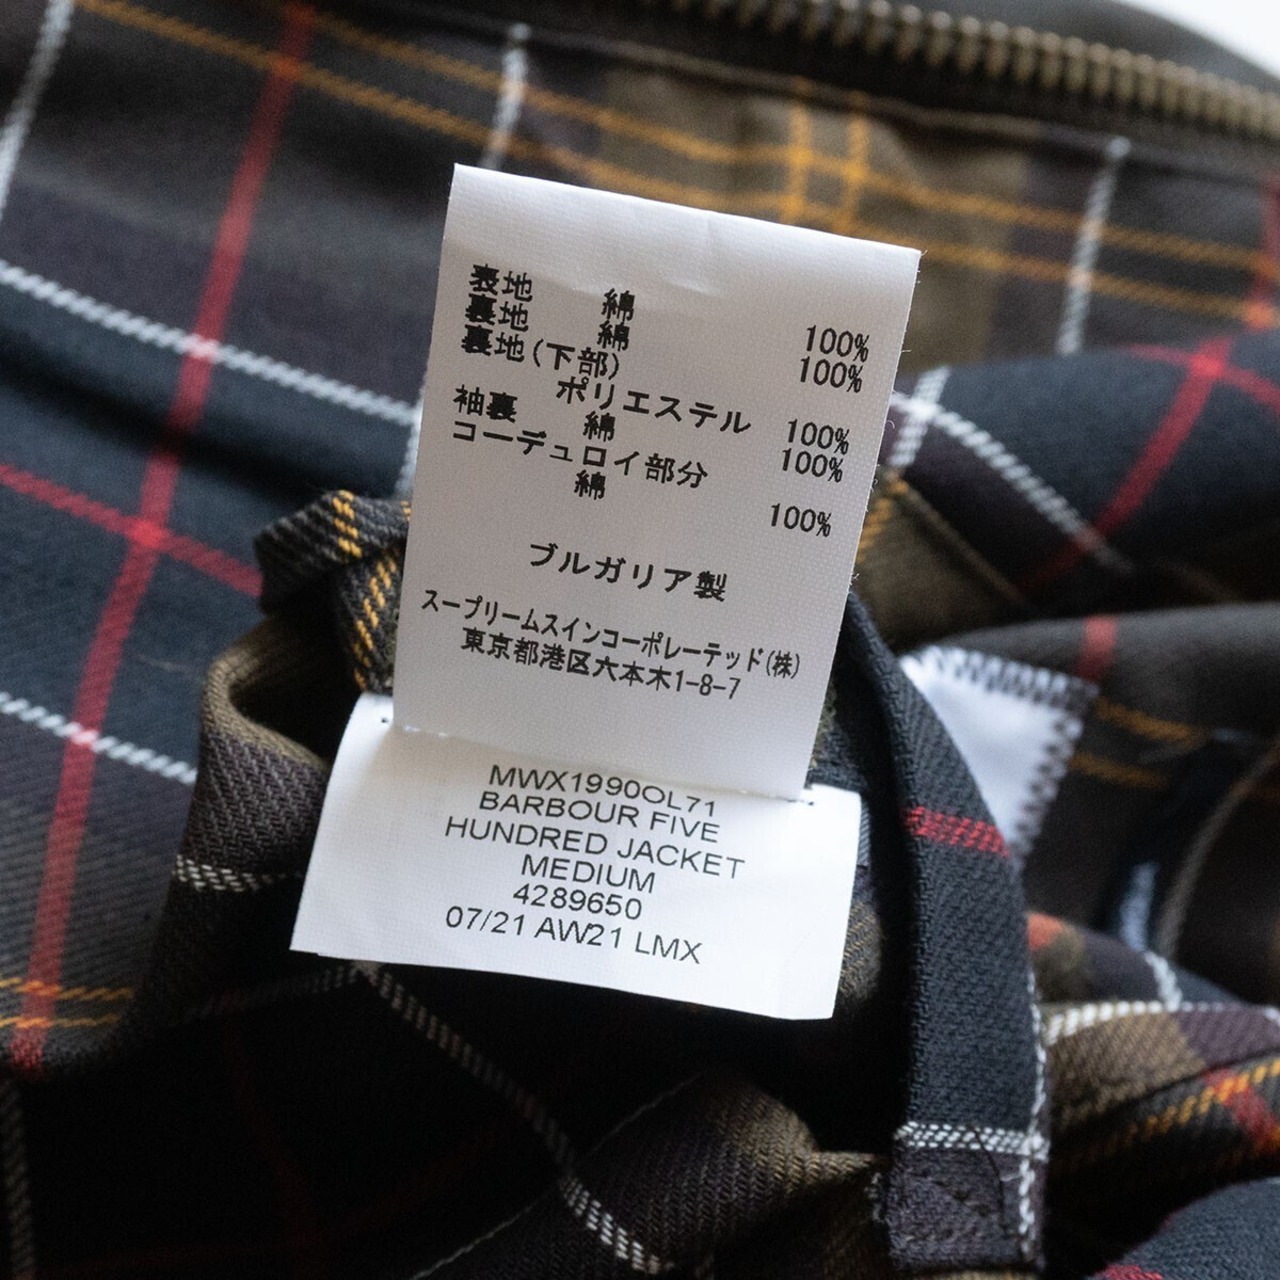 表地 綿 100%
裏地 綿 100%
裏地(下部)
ポリエステル 100%
袖裏 綿 100%
コーデュロイ部分
綿 100%
ブルガリア製
スープリームスインコーポレーテッド(株)
東京都港区六本木1-8-7
MWX1990OL71
BARBOUR FIVE
HUNDRED JACKET
MEDIUM
4289650
07/21 AW21 LMX